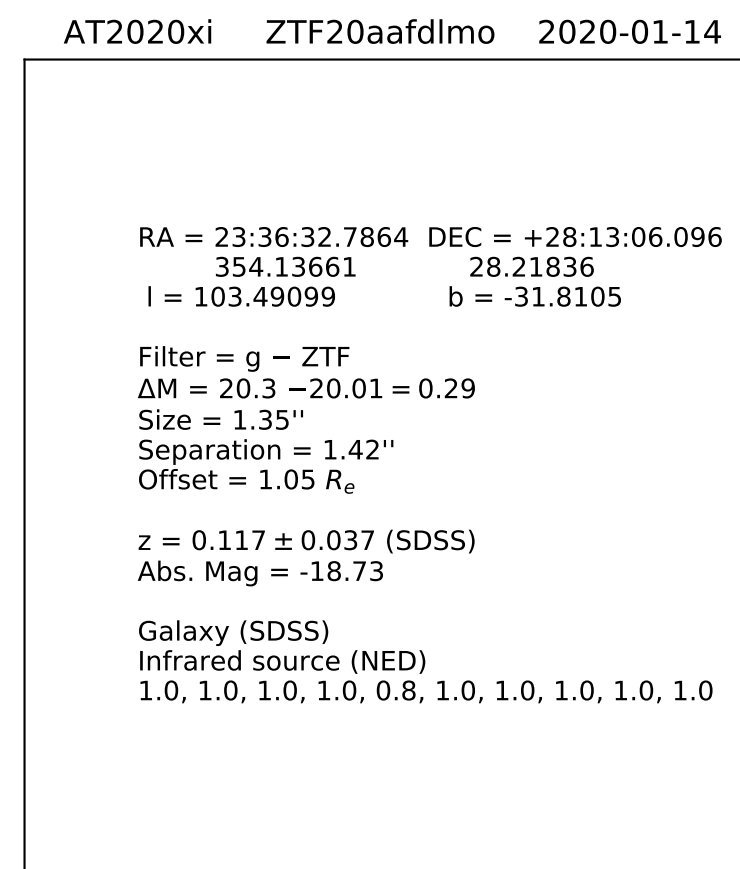 AT2020xi ZTF20aafdlmo 2020-01-14
RA = 23:36:32.7864 DEC = +28:13:06.096
354.13661 28.21836
l = 103.49099 b = -31.8105
Filter = g − ZTF
ΔM = 20.3 −20.01 = 0.29
Size = 1.35''
Separation = 1.42''
Offset = 1.05 Rₑ
z = 0.117 ± 0.037 (SDSS)
Abs. Mag = -18.73
Galaxy (SDSS)
Infrared source (NED)
1.0, 1.0, 1.0, 1.0, 0.8, 1.0, 1.0, 1.0, 1.0, 1.0